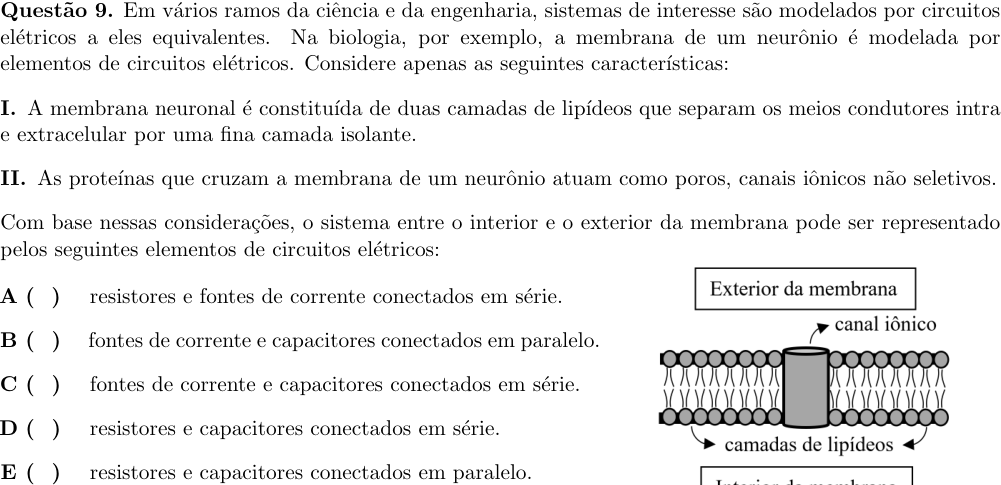 Questão 9. Em vários ramos da ciência e da engenharia, sistemas de interesse são modelados por circuitos
elétricos a eles equivalentes. Na biologia, por exemplo, a membrana de um neurônio é modelada por
elementos de circuitos elétricos. Considere apenas as seguintes características:
I. A membrana neuronal é constituída de duas camadas de lipídeos que separam os meios condutores intra
e extracelular por uma fina camada isolante.
II. As proteínas que cruzam a membrana de um neurônio atuam como poros, canais iônicos não seletivos.
Com base nessas considerações, o sistema entre o interior e o exterior da membrana pode ser representado
pelos seguintes elementos de circuitos elétricos:
A ( ) resistores e fontes de corrente conectados em série.
B ( ) fontes de corrente e capacitores conectados em paralelo.
C ( ) fontes de corrente e capacitores conectados em série.
D ( ) resistores e capacitores conectados em série.
E ( ) resistores e capacitores conectados em paralelo.
Exterior da membrana
canal iônico
camadas de lipídeos
Interior da membrana